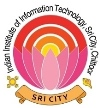 Indian Institute of Information Technology, Sri City, Chittoor
SRI CITY